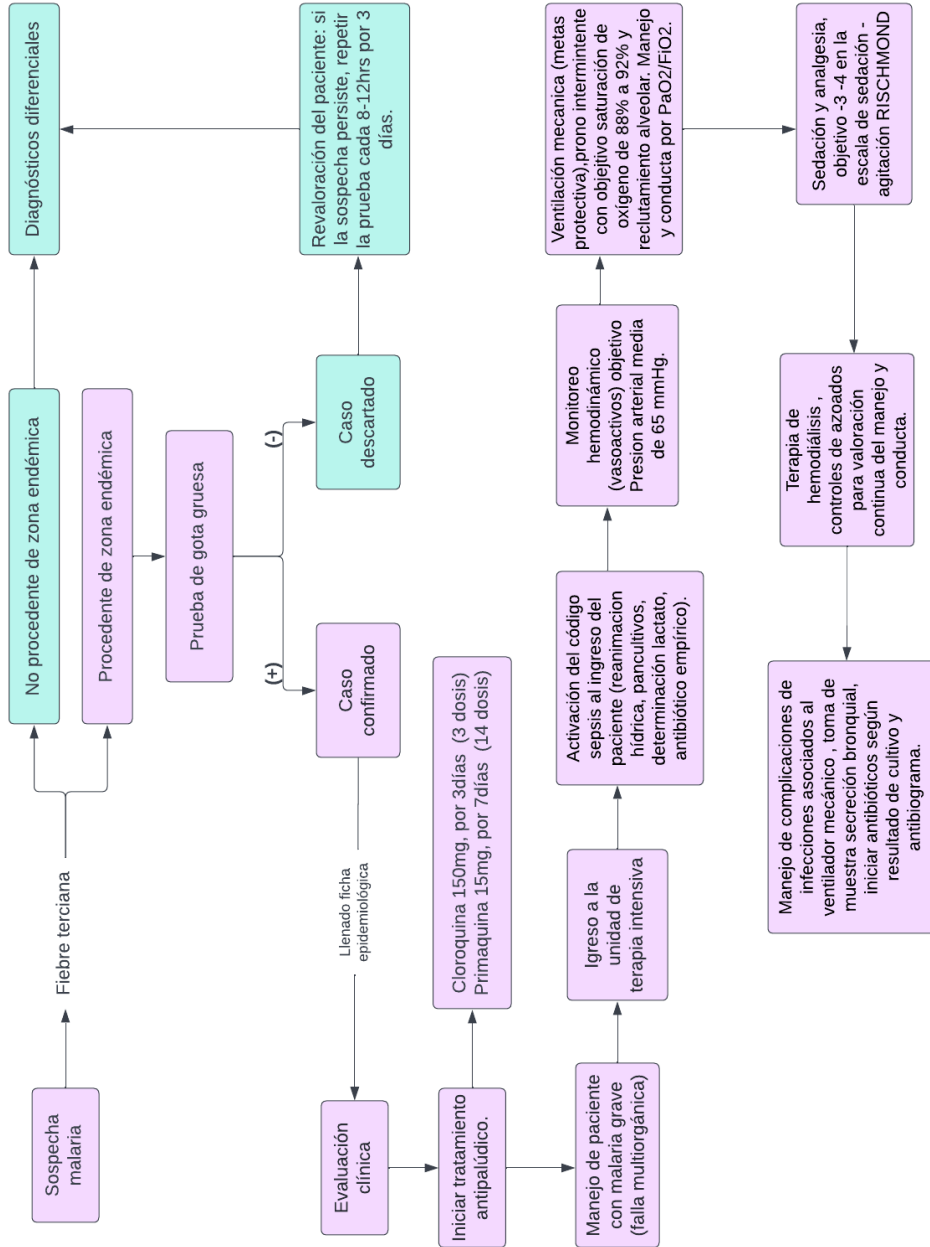 Sospecha
malaria
Fiebre terciana
No procedente de zona endémica
Diagnósticos diferenciales
Procedente de zona endémica
Prueba de gota gruesa
(+)
(-)
Caso
confirmado
Caso
descartado
Revaloración del paciente: si
la sospecha persiste, repetir
la prueba cada 8-12hrs por 3
días.
Llenado ficha
epidemiológica
Evaluación
clínica
Iniciar tratamiento
antipalúdico.
Cloroquina 150mg, por 3días (3 dosis)
Primaquina 15mg, por 7días (14 dosis)
Manejo de paciente
con malaria grave
(falla multiorgánica)
Igreso a la
unidad de
terapia intensiva
Activación del código
sepsis al ingreso del
paciente (reanimacion
hídrica, pancultivos,
determinación lactato,
antibiótico empírico).
Monitoreo
hemodinámico
(vasoactivos) objetivo
Presion arterial media
de 65 mmHg.
Ventilación mecanica (metas
protectiva),prono intermintente
con objjetivo saturación de
oxígeno de 88% a 92% y
reclutamiento alveolar. Manejo
y conducta por PaO2/FiO2.
Sedación y analgesia,
objetivo -3 -4 en la
escala de sedación -
agitación RISCHMOND
Terapia de
hemodiálisis ,
controles de azoados
para valoración
continua del manejo y
conducta.
Manejo de complicaciones de
infecciones asociados al
ventilador mecánico , toma de
muestra secreción bronquial,
iniciar antibióticos según
resultado de cultivo y
antibiograma.